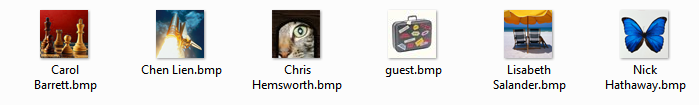 Carol
Barrett.bmp
Chen Lien.bmp
Chris
Hemsworth.bmp
guest.bmp
Lisabeth
Salander.bmp
Nick
Hathaway.bmp